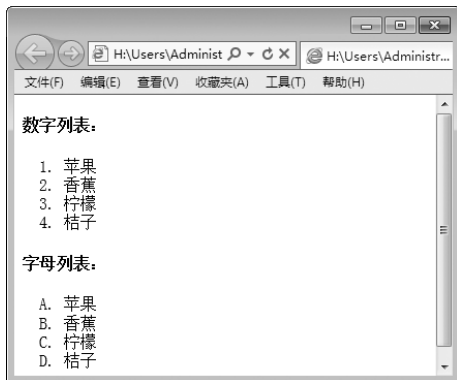 H:\Users\Administ
H:\Users\Administr...
文件(F) 编辑(E) 查看(V) 收藏夹(A) 工具(T) 帮助(H)
数字列表：
1. 苹果
2. 香蕉
3. 柠檬
4. 桔子
字母列表：
A. 苹果
B. 香蕉
C. 柠檬
D. 桔子